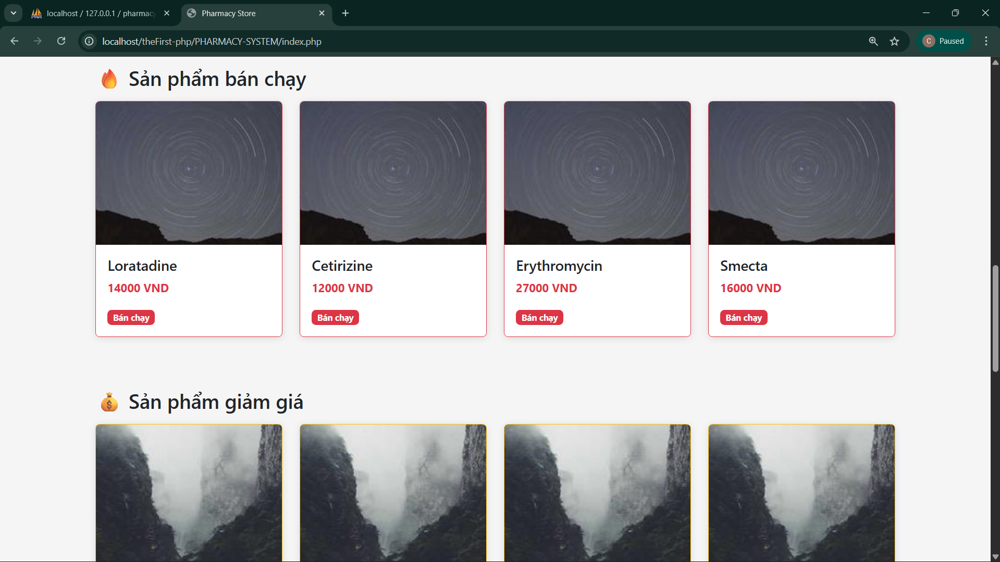 localhost / 127.0.0.1 / pharmacy
Pharmacy Store
localhost/theFirst-php/PHARMACY-SYSTEM/index.php
C Paused
🔥 Sản phẩm bán chạy
Loratadine
14000 VND
Bán chạy
Cetirizine
12000 VND
Bán chạy
Erythromycin
27000 VND
Bán chạy
Smecta
16000 VND
Bán chạy
💰 Sản phẩm giảm giá